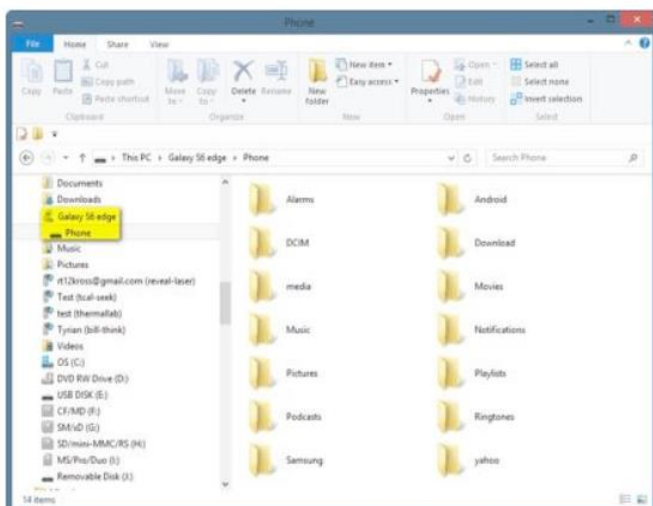 Phone
File Home Share View
Copy
Paste
Cut
Copy path
Paste shortcut
Move to
Copy to
Delete
Rename
New folder
New item
Easy access
Properties
Open
Edit
History
Select all
Select none
Invert selection
Clipboard
Organize
New
Open
Select
This PC Galaxy S6 edge Phone
Search Phone
Documents
Downloads
Galaxy S6 edge
Phone
Music
Pictures
rt12kross@gmail.com (reveal-laser)
Test (tcal-seek)
test (thermallab)
Tyrian (bill-think)
Videos
OS (C:)
DVD RW Drive (D:)
USB DISK (E:)
CF/MD (F:)
SM/xD (G:)
SD/mini-MMC/RS (H:)
MS/Pro/Duo (I:)
Removable Disk (J:)
Alarms
Android
DCIM
Download
media
Movies
Music
Notifications
Pictures
Playlists
Podcasts
Ringtones
Samsung
yahoo
14 items